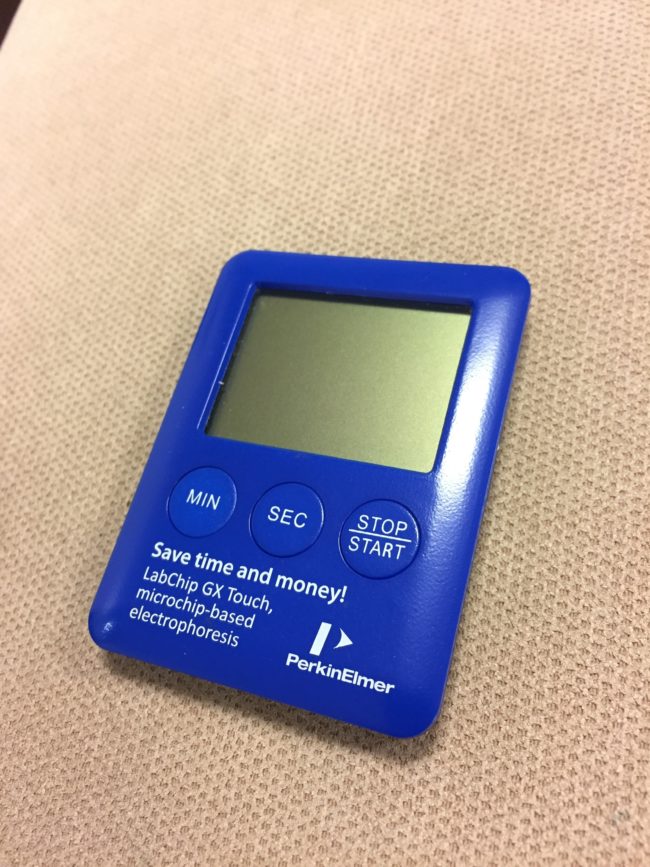 MIN
SEC
STOP
START
Save time and money!
LabChip GX Touch,
microchip-based
electrophoresis
PerkinElmer